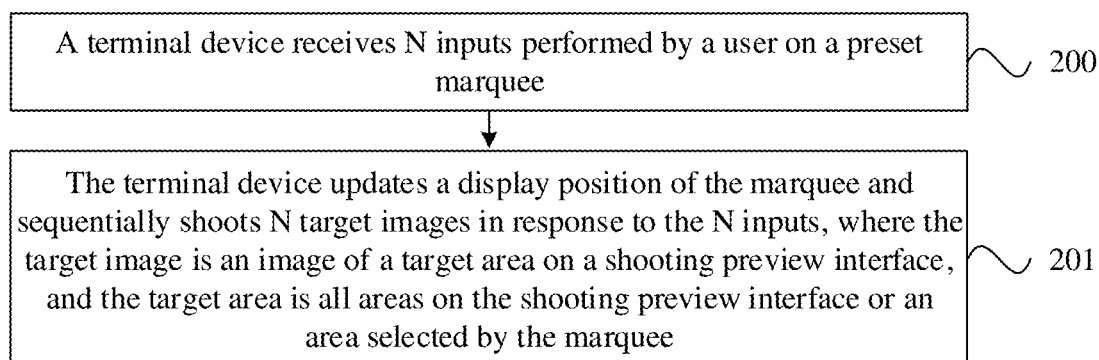 A terminal device receives N inputs performed by a user on a preset
marquee
200
The terminal device updates a display position of the marquee and
sequentially shoots N target images in response to the N inputs, where the
target image is an image of a target area on a shooting preview interface,
and the target area is all areas on the shooting preview interface or an
area selected by the marquee
201